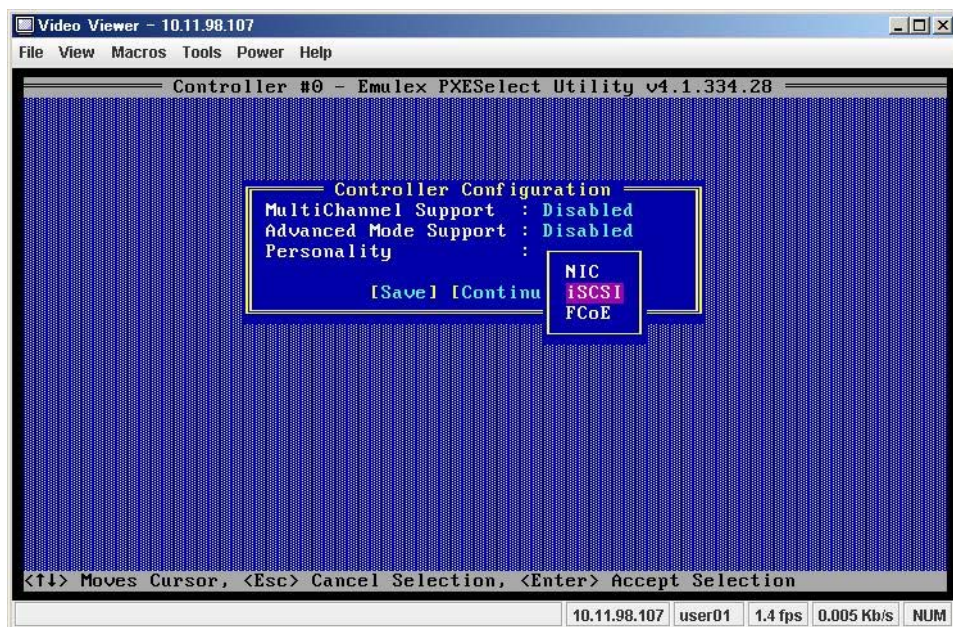 Video Viewer - 10.11.98.107
File View Macros Tools Power Help
Controller #0 - Emulex PXESelect Utility v4.1.334.28
Controller Configuration
MultiChannel Support : Disabled
Advanced Mode Support : Disabled
Personality :
NIC
[Save] [Continu iSCSI
FCoE
<↑↓> Moves Cursor, <Esc> Cancel Selection, <Enter> Accept Selection
10.11.98.107 user01 1.4 fps 0.005 Kb/s NUM